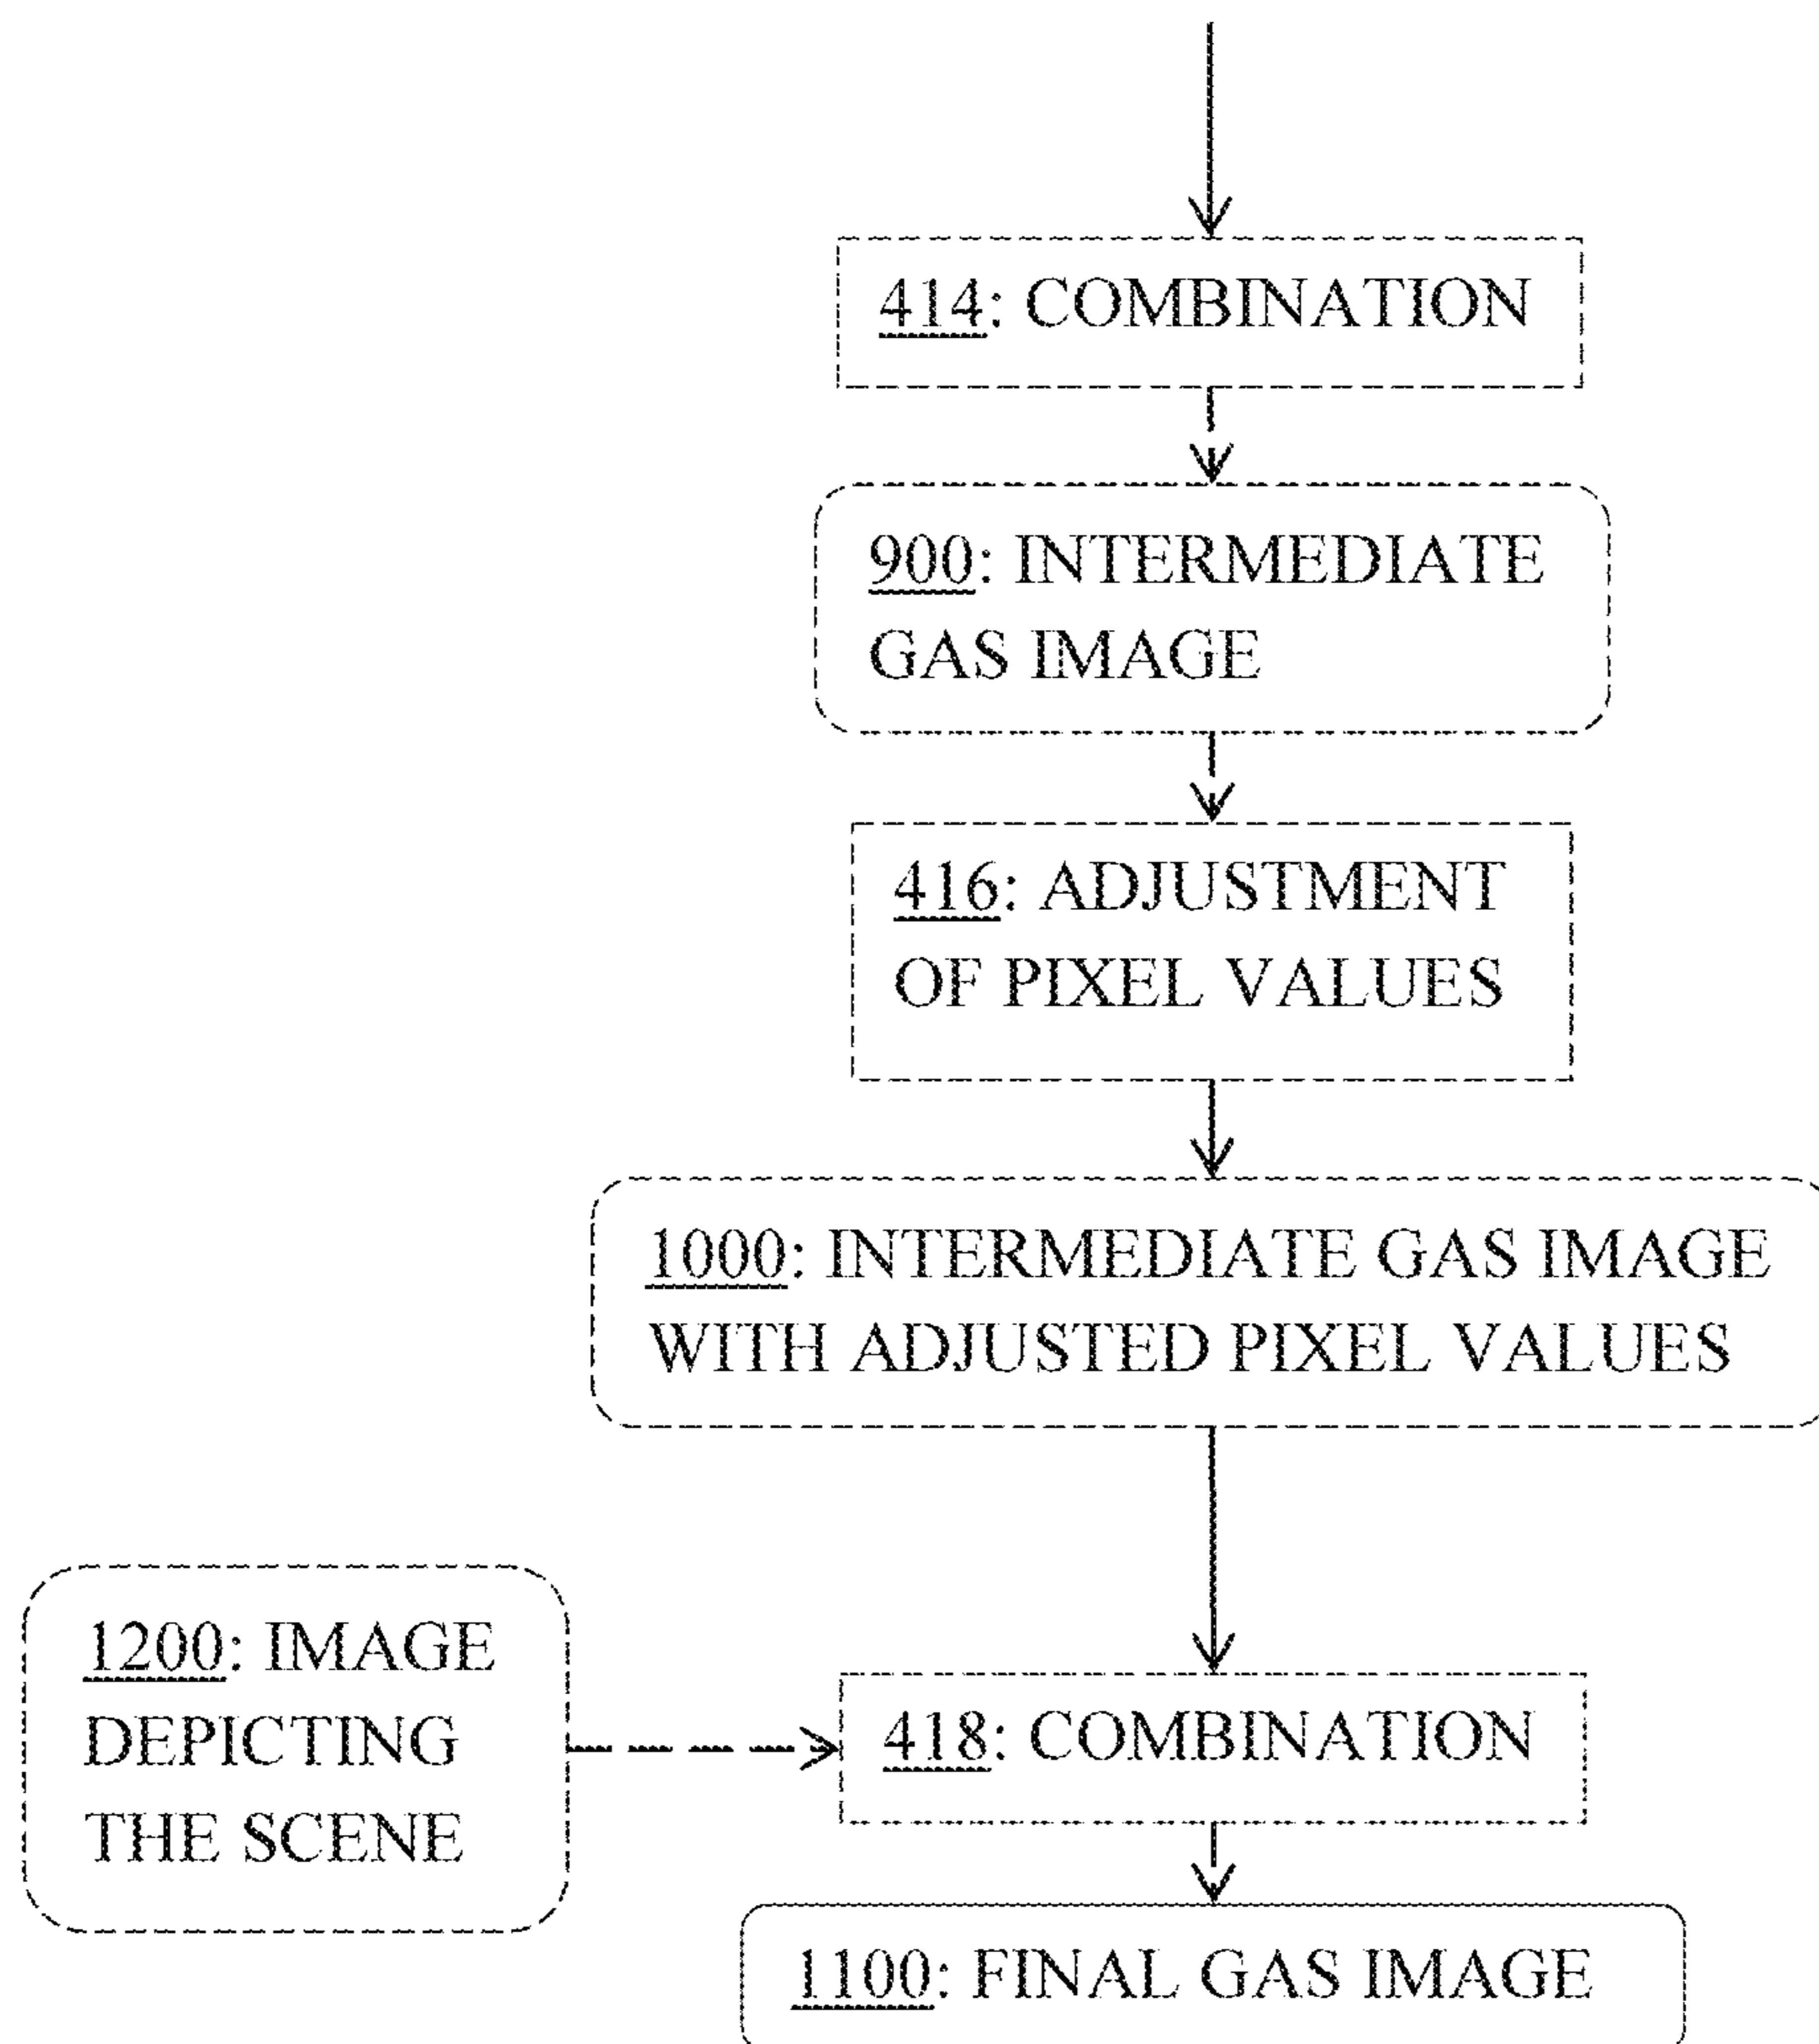 414: COMBINATION
900: INTERMEDIATE
GAS IMAGE
416: ADJUSTMENT
OF PIXEL VALUES
1000: INTERMEDIATE GAS IMAGE
WITH ADJUSTED PIXEL VALUES
1200: IMAGE
DEPICTING
THE SCENE
418: COMBINATION
1100: FINAL GAS IMAGE